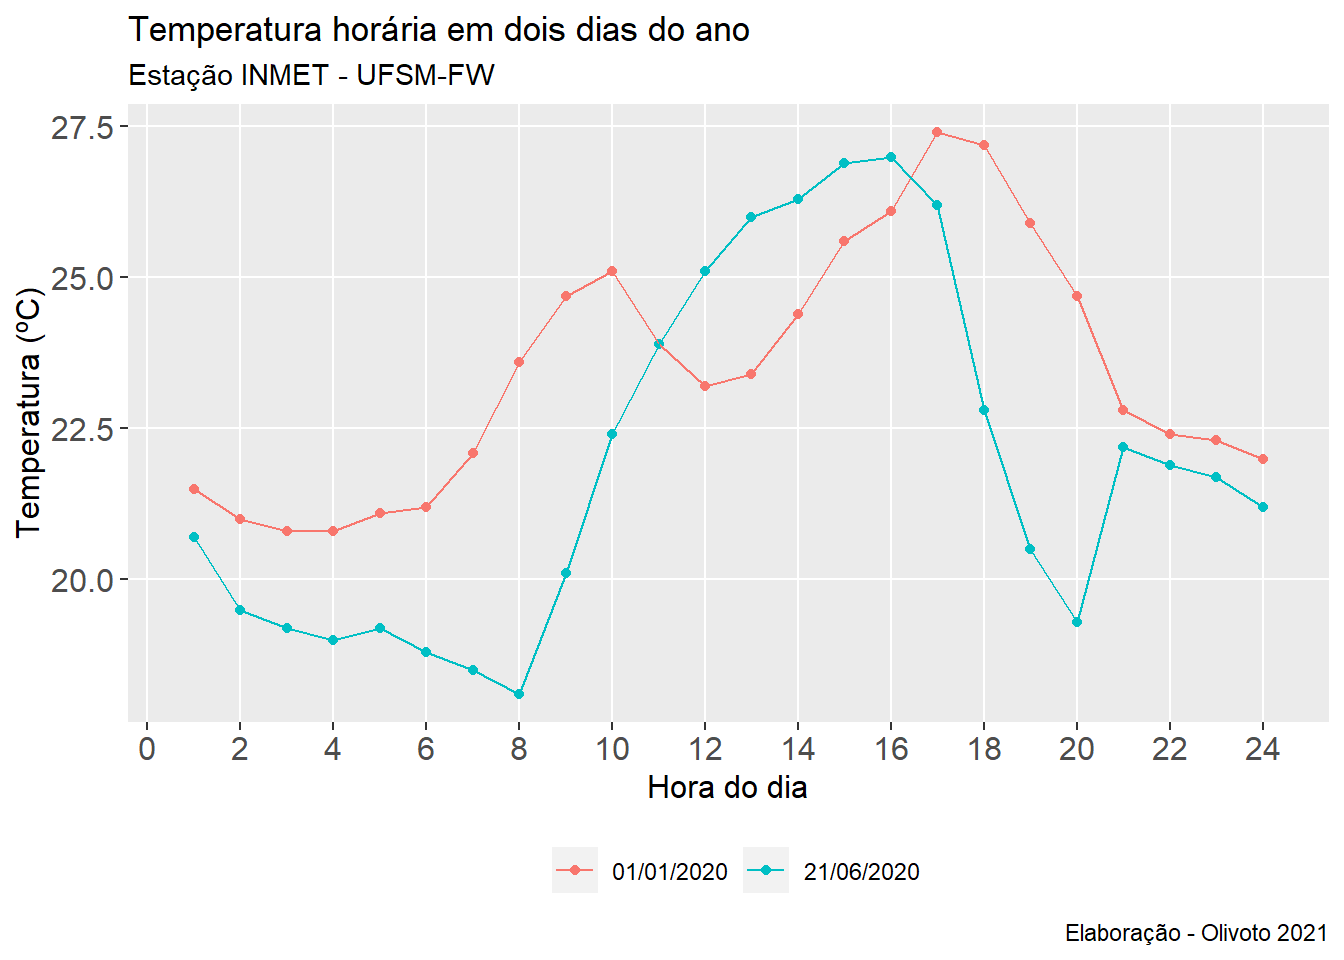 Temperatura horária em dois dias do ano
Estação INMET - UFSM-FW
Temperatura (ºC)
27.5
25.0
22.5
20.0
0 2 4 6 8 10 12 14 16 18 20 22 24
Hora do dia
01/01/2020 21/06/2020
Elaboração - Olivoto 2021